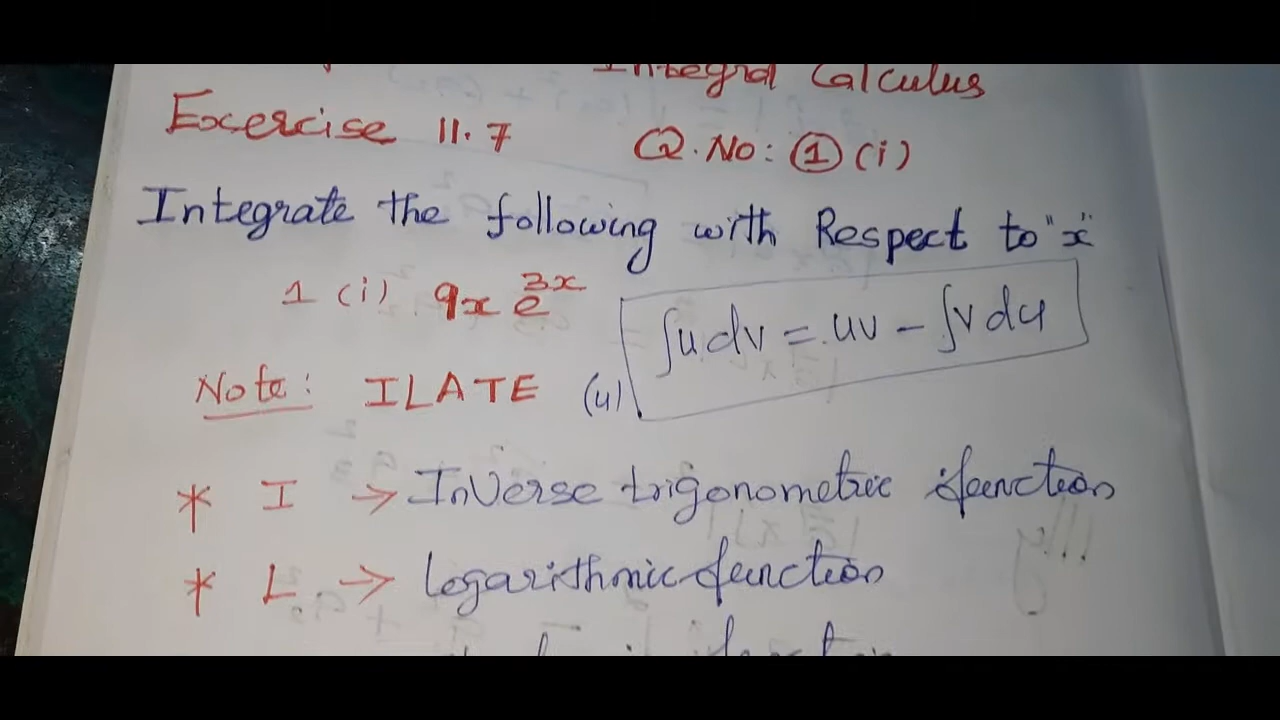 Integral Calculus
Exercise 11.7 Q.No: ① (i)
Integrate the following with Respect to "x"
1 (i) 9x e^{3x}
∫u dv = uv - ∫v du
Note: ILATE (u)
* I → Inverse trigonometric function
* L → logarithmic function